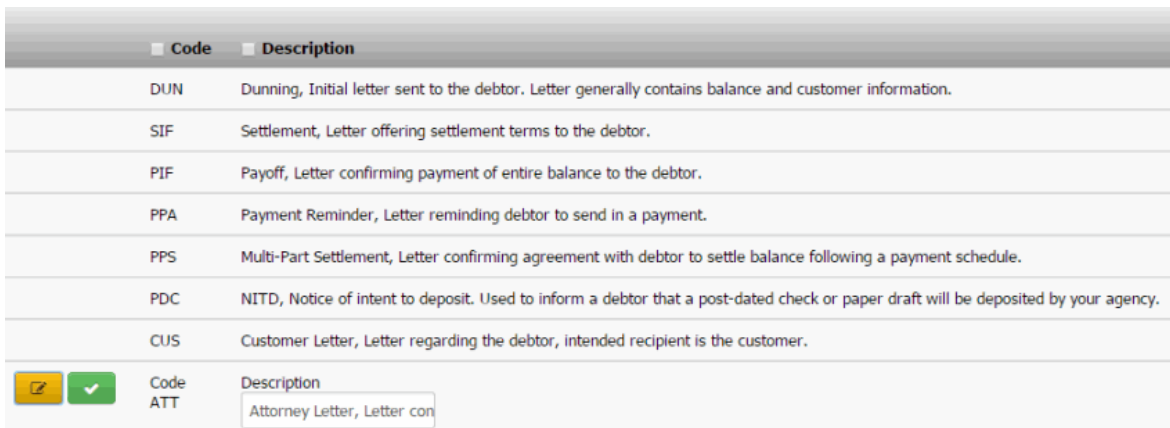 Code Description
DUN Dunning, Initial letter sent to the debtor. Letter generally contains balance and customer information.
SIF Settlement, Letter offering settlement terms to the debtor.
PIF Payoff, Letter confirming payment of entire balance to the debtor.
PPA Payment Reminder, Letter reminding debtor to send in a payment.
PPS Multi-Part Settlement, Letter confirming agreement with debtor to settle balance following a payment schedule.
PDC NITD, Notice of intent to deposit. Used to inform a debtor that a post-dated check or paper draft will be deposited by your agency.
CUS Customer Letter, Letter regarding the debtor, intended recipient is the customer.
Code Description
ATT Attorney Letter, Letter con